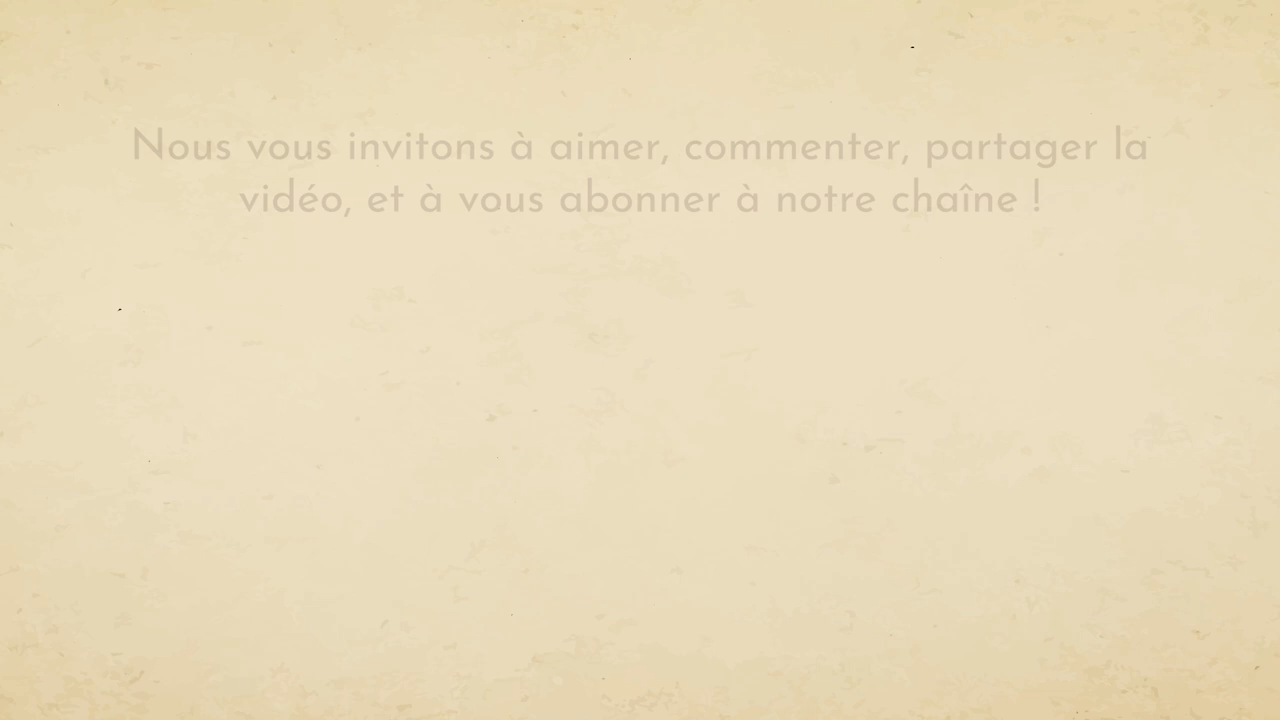 Nous vous invitons à aimer, commenter, partager la
vidéo, et à vous abonner à notre chaîne !